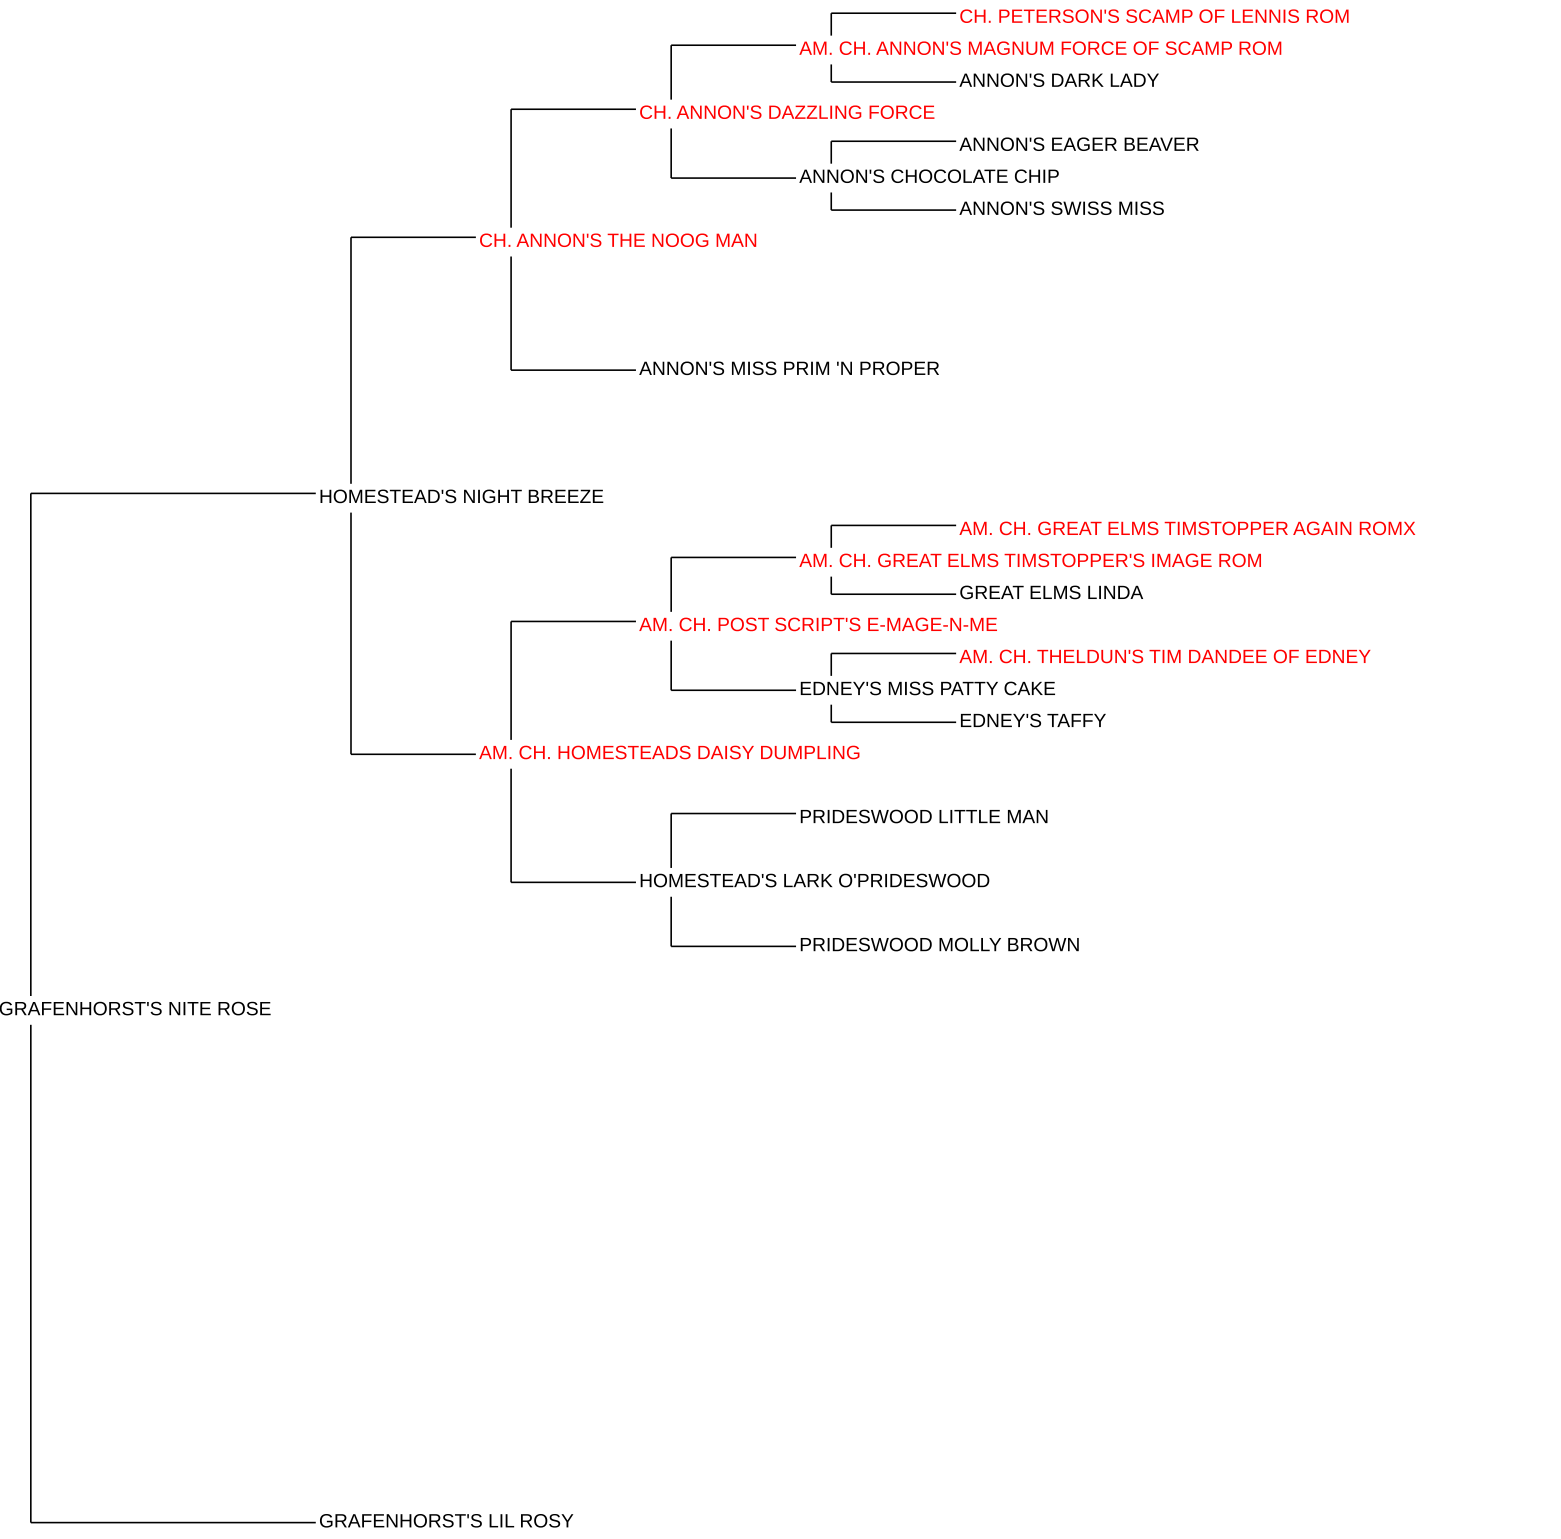 CH. PETERSON'S SCAMP OF LENNIS ROM
AM. CH. ANNON'S MAGNUM FORCE OF SCAMP ROM
ANNON'S DARK LADY
CH. ANNON'S DAZZLING FORCE
ANNON'S EAGER BEAVER
ANNON'S CHOCOLATE CHIP
ANNON'S SWISS MISS
CH. ANNON'S THE NOOG MAN
ANNON'S MISS PRIM 'N PROPER
HOMESTEAD'S NIGHT BREEZE
AM. CH. GREAT ELMS TIMSTOPPER AGAIN ROMX
AM. CH. GREAT ELMS TIMSTOPPER'S IMAGE ROM
GREAT ELMS LINDA
AM. CH. POST SCRIPT'S E-MAGE-N-ME
AM. CH. THELDUN'S TIM DANDEE OF EDNEY
EDNEY'S MISS PATTY CAKE
EDNEY'S TAFFY
AM. CH. HOMESTEADS DAISY DUMPLING
PRIDESWOOD LITTLE MAN
HOMESTEAD'S LARK O'PRIDESWOOD
PRIDESWOOD MOLLY BROWN
GRAFENHORST'S NITE ROSE
GRAFENHORST'S LIL ROSY